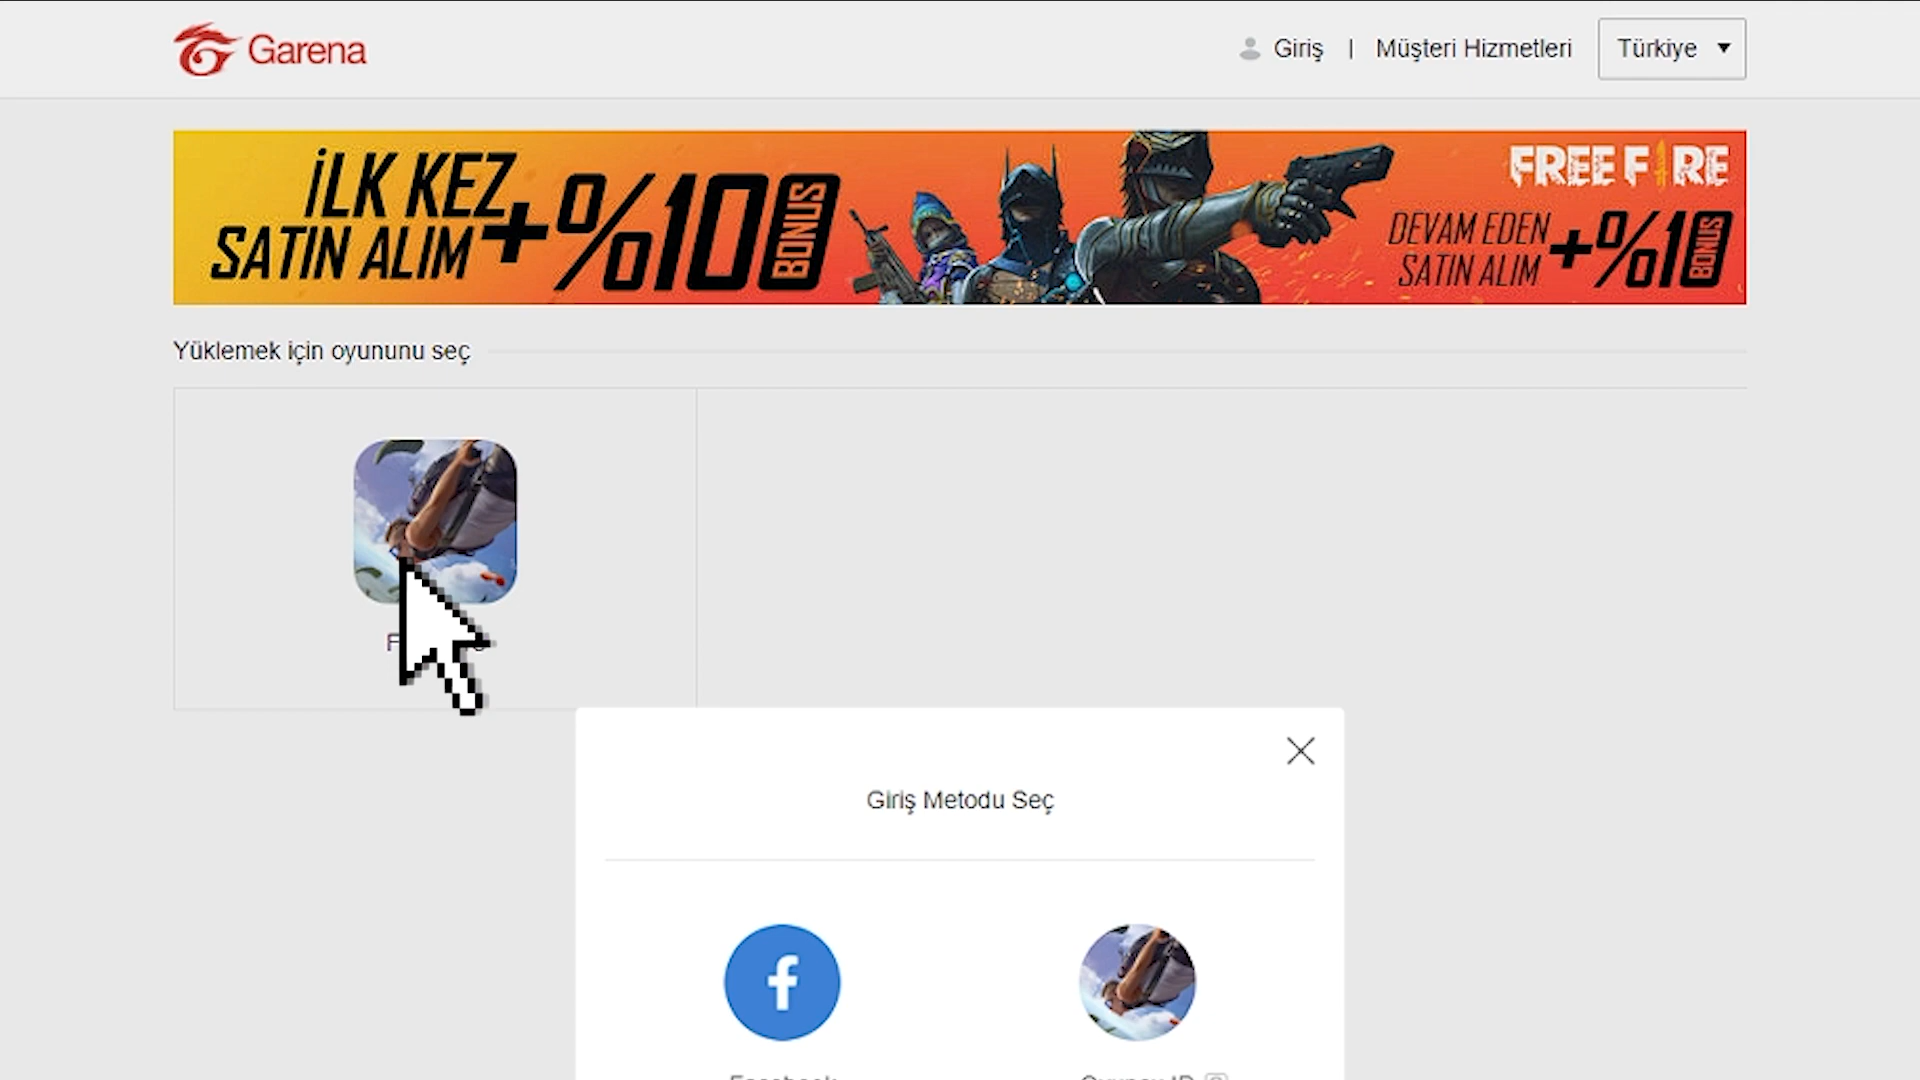 Garena
Giriş | Müşteri Hizmetleri
Türkiye
İLK KEZ
SATIN ALIM +%100 BONUS
FREE FIRE
DEVAM EDEN
SATIN ALIM +%10 BONUS
Yüklemek için oyununu seç
Giriş Metodu Seç